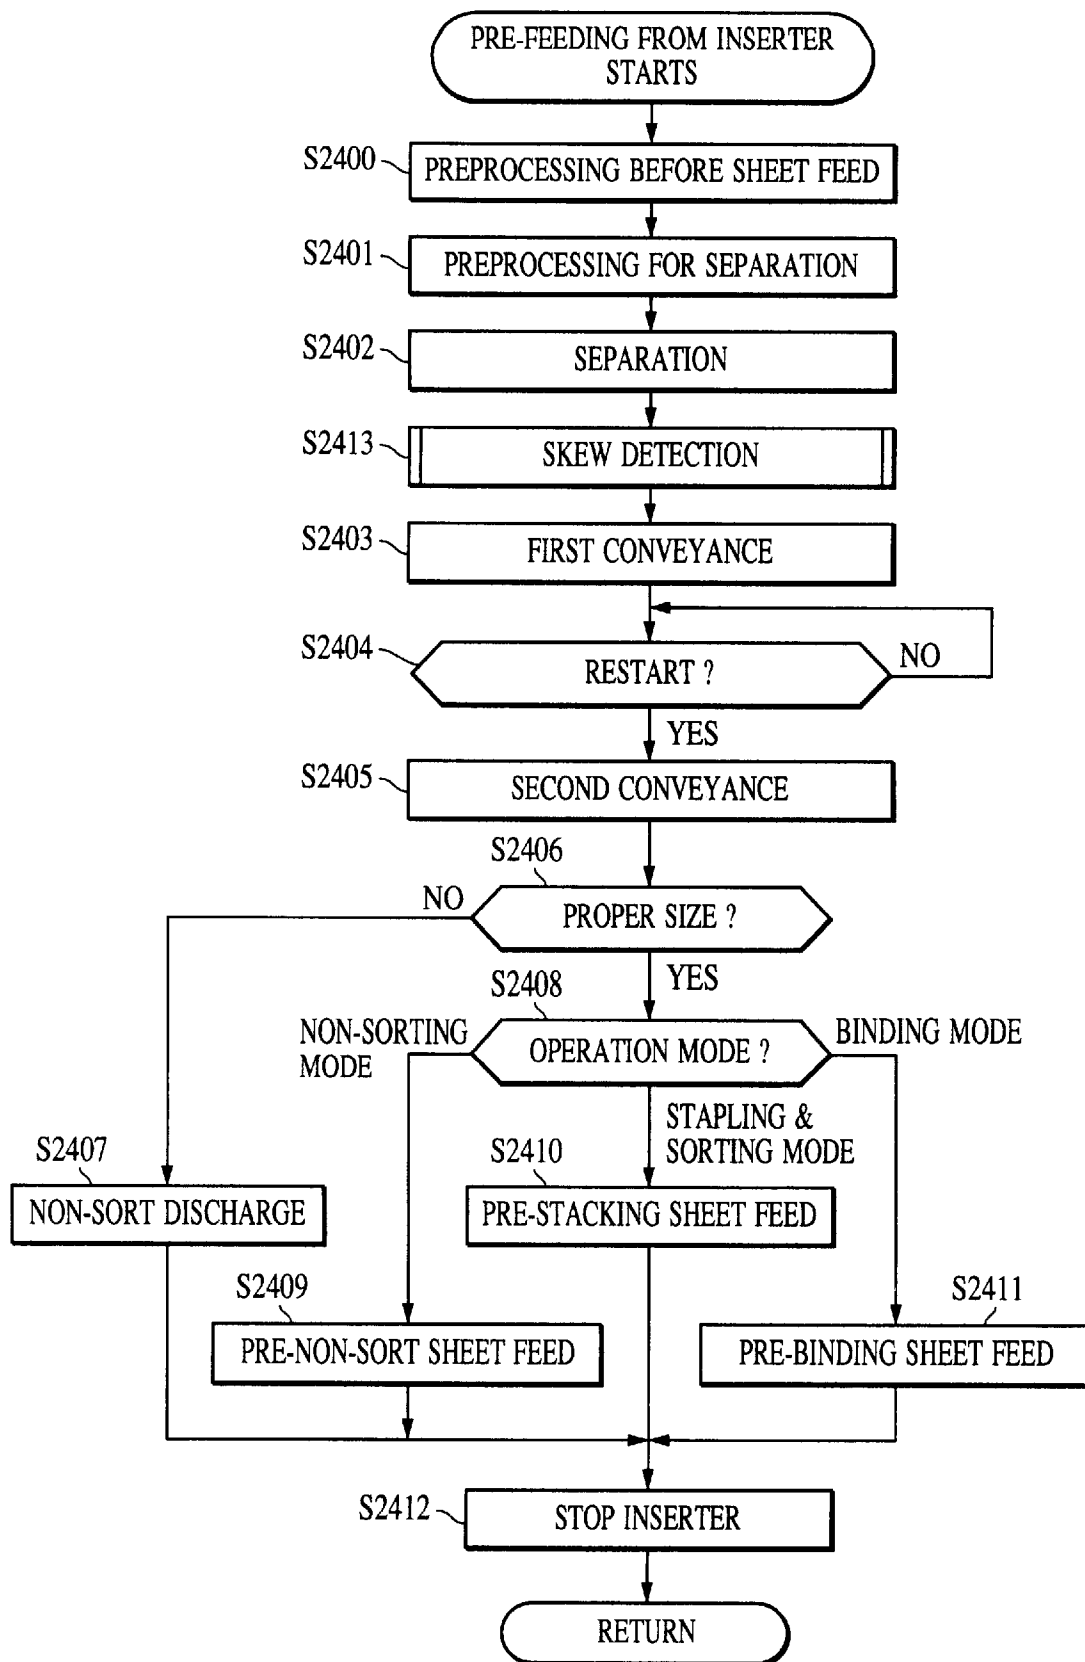 PRE-FEEDING FROM INSERTER
STARTS
S2400
PREPROCESSING BEFORE SHEET FEED
S2401
PREPROCESSING FOR SEPARATION
S2402
SEPARATION
S2413
SKEW DETECTION
S2403
FIRST CONVEYANCE
S2404
RESTART ?
NO
YES
S2405
SECOND CONVEYANCE
S2406
NO
PROPER SIZE ?
YES
S2408
NON-SORTING
MODE
OPERATION MODE ?
BINDING MODE
STAPLING &
SORTING MODE
S2407
NON-SORT DISCHARGE
S2410
PRE-STACKING SHEET FEED
S2409
PRE-NON-SORT SHEET FEED
S2411
PRE-BINDING SHEET FEED
S2412
STOP INSERTER
RETURN